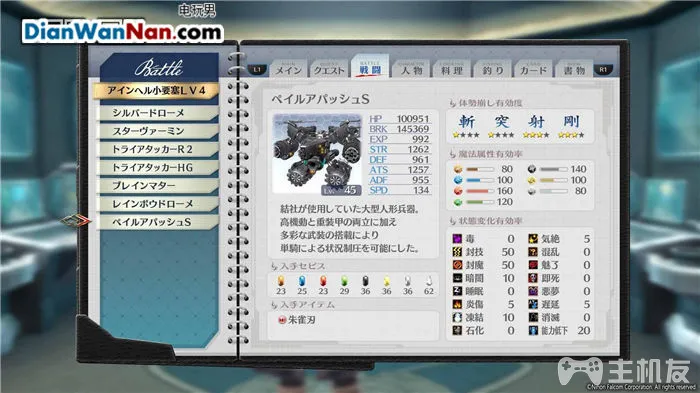 电玩男
DianWanNan.com
Battle
アインヘル小要塞LV4
シルバードローメ
スターヴァーミン
トライアタッカーR2
トライアタッカーHG
ブレインマター
レインボウドローメ
ペイルアパッシュS
L1
MAIN
メイン
QUEST
クエスト
BATTLE
戦闘
CHARACTER
人物
COOKING
料理
FISHING
釣り
CARD
カード
BOOK
書物
R1
ペイルアパッシュS
Lv. 45
HP 100951
BRK 145369
EXP 992
STR 1262
DEF 961
ATS 1257
ADF 955
SPD 134
結社が使用していた大型人形兵器。
高機動と重装甲の両立に加え
多彩な武装の搭載により
単騎による状況制圧を可能にした。
入手セピス
23 25 23 29 36 36 62
入手アイテム
朱雀刃
体勢崩し有効度
斬 突 射 剛
魔法属性有効率
80 140
100 200
160 80
120
状態変化有効率
毒 0 気絶 5
封技 50 混乱 0
封魔 50 魅了 0
暗闇 10 即死 0
睡眠 0 悪夢 0
炎傷 5 遅延 5
凍結 10 消滅 0
石化 0 能力低下 20
主机友
©Nihon Falcom Corporation. All rights reserved.